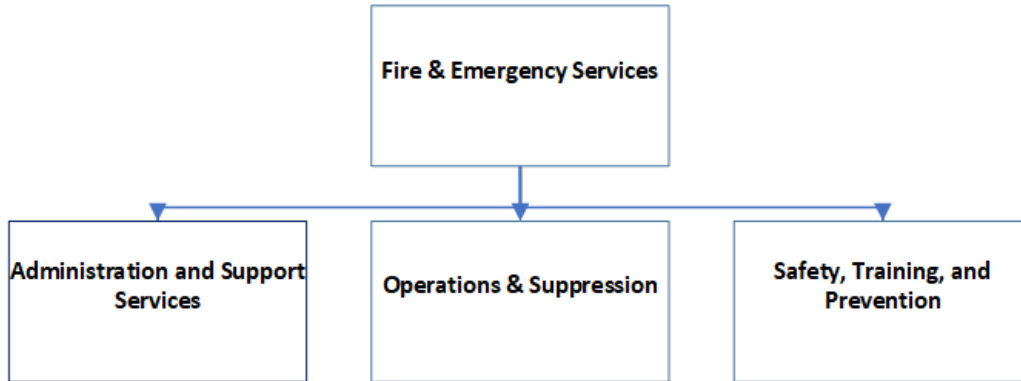 Fire & Emergency Services
Administration and Support
Services
Operations & Suppression
Safety, Training, and
Prevention